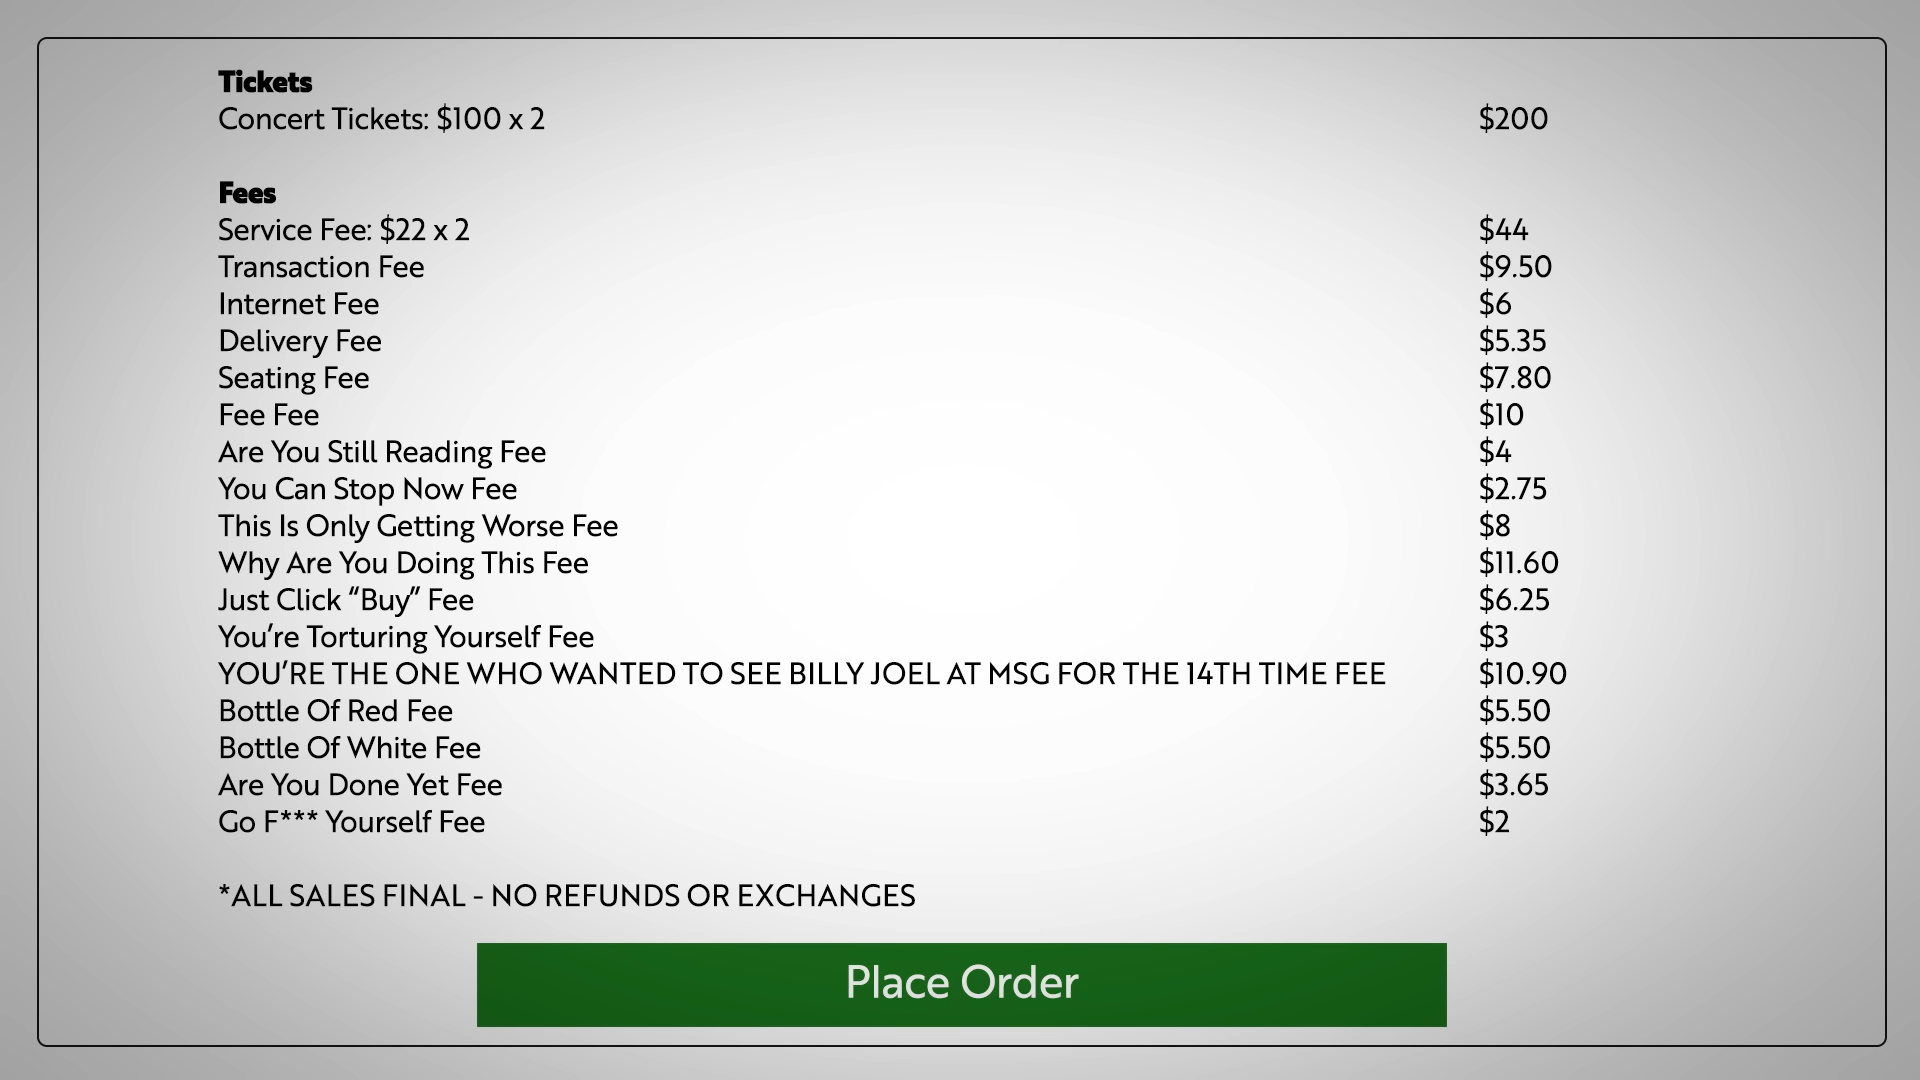 Tickets
Concert Tickets: $100 x 2 $200
Fees
Service Fee: $22 x 2 $44
Transaction Fee $9.50
Internet Fee $6
Delivery Fee $5.35
Seating Fee $7.80
Fee Fee $10
Are You Still Reading Fee $4
You Can Stop Now Fee $2.75
This Is Only Getting Worse Fee $8
Why Are You Doing This Fee $11.60
Just Click “Buy” Fee $6.25
You’re Torturing Yourself Fee $3
YOU’RE THE ONE WHO WANTED TO SEE BILLY JOEL AT MSG FOR THE 14TH TIME FEE $10.90
Bottle Of Red Fee $5.50
Bottle Of White Fee $5.50
Are You Done Yet Fee $3.65
Go F*** Yourself Fee $2
*ALL SALES FINAL - NO REFUNDS OR EXCHANGES
Place Order